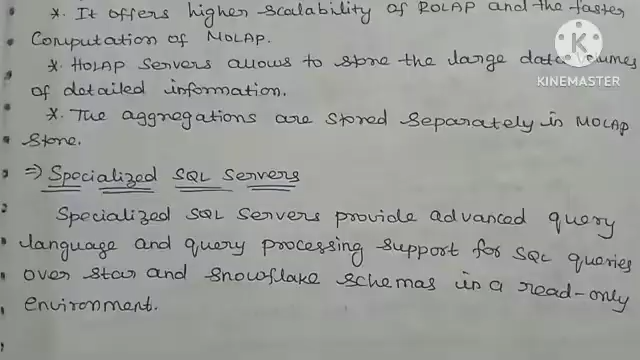 *. It offers higher scalability of ROLAP and the faster
Computation of MOLAP.
*. HOLAP Servers allows to store the large data volumes
of detailed information.
*. The aggregations are stored separately in MOLAP
Store.
⇒ Specialized SQL Servers
Specialized SQL Servers provide advanced query
language and query processing support for SQL queries
over star and snowflake schemas in a read-only
environment.
KINEMASTER